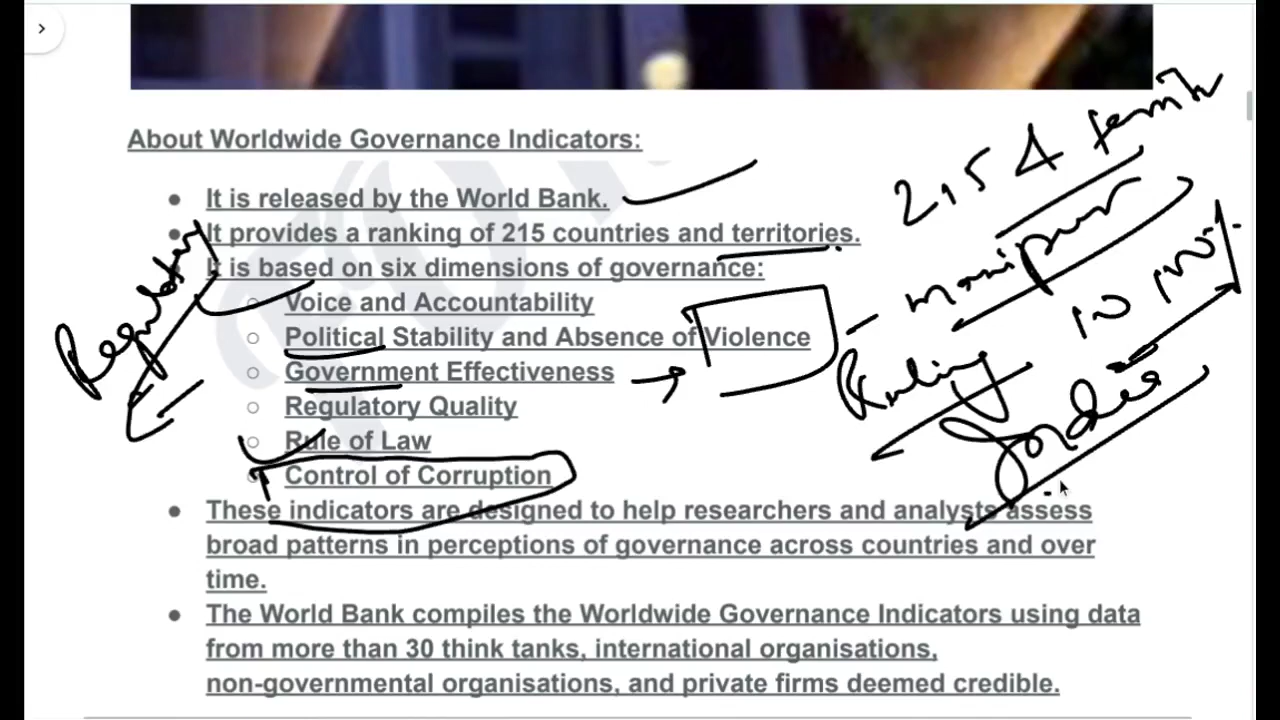 About Worldwide Governance Indicators:
● It is released by the World Bank.
● It provides a ranking of 215 countries and territories.
● It is based on six dimensions of governance:
○ Voice and Accountability
○ Political Stability and Absence of Violence
○ Government Effectiveness
○ Regulatory Quality
○ Rule of Law
○ Control of Corruption
● These indicators are designed to help researchers and analysts assess
broad patterns in perceptions of governance across countries and over
time.
● The World Bank compiles the Worldwide Governance Indicators using data
from more than 30 think tanks, international organisations,
non-governmental organisations, and private firms deemed credible.
215
manipur
Regulatory